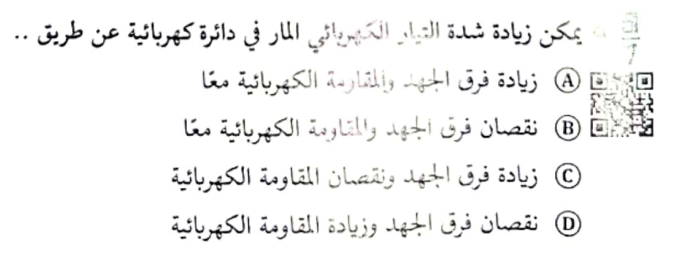 يمكن زيادة شدة التيار الكهربائي المار في دائرة كهربائية عن طريق ..
A زيادة فرق الجهد والمقاومة الكهربائية معًا
B نقصان فرق الجهد والمقاومة الكهربائية معًا
C زيادة فرق الجهد ونقصان المقاومة الكهربائية
D نقصان فرق الجهد وزيادة المقاومة الكهربائية